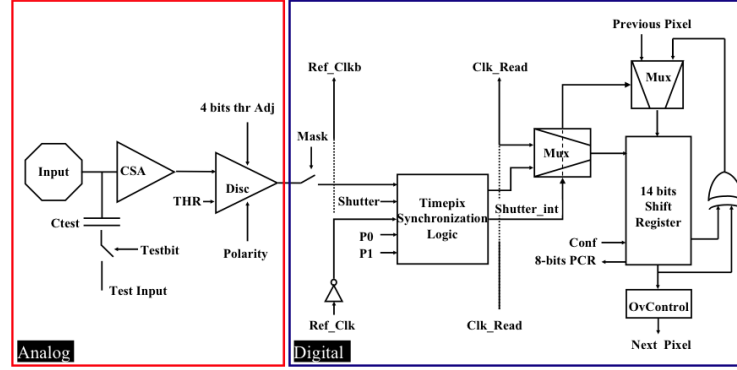 Previous Pixel
Ref_Clkb
Clk_Read
Mux
4 bits thr Adj
Mask
Input
CSA
Disc
Mux
THR
Shutter
Timepix
Synchronization
Logic
14 bits
Shift
Register
Ctest
Shutter_int
Testbit
P0
P1
Conf
8-bits PCR
Polarity
Test Input
OvControl
Ref_Clk
Clk_Read
Next Pixel
Analog
Digital